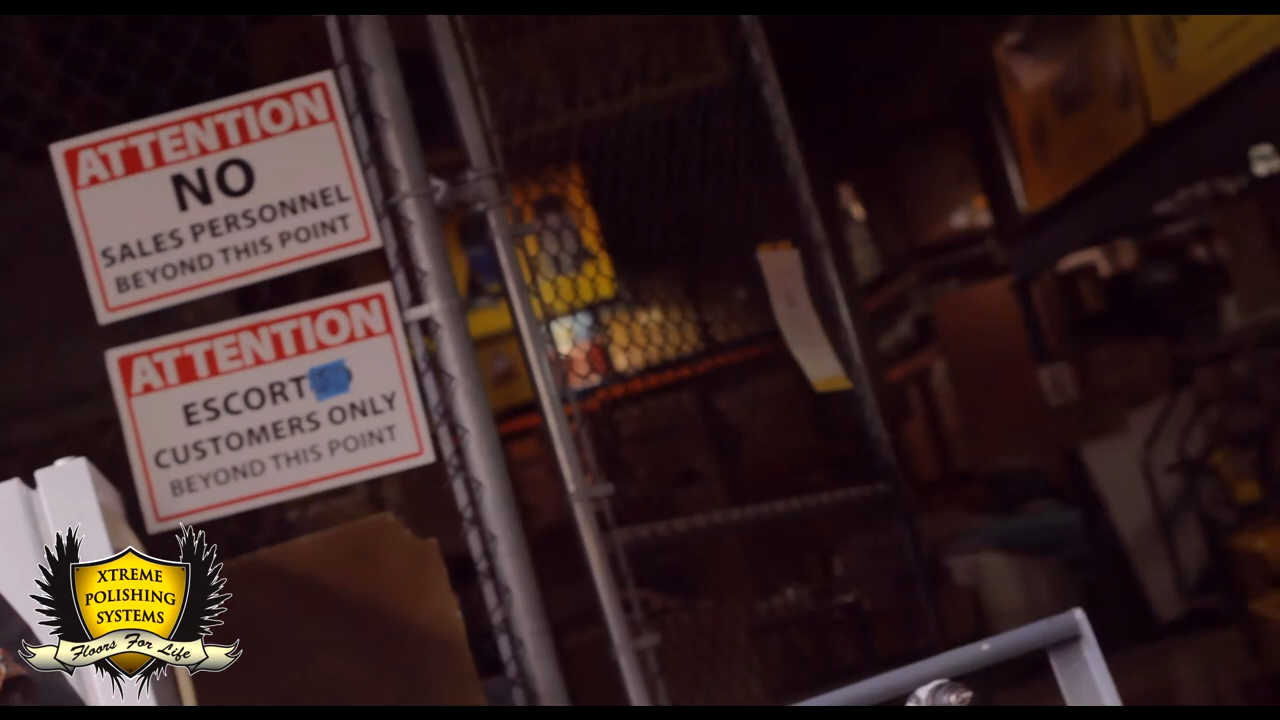 ATTENTION
NO
SALES PERSONNEL
BEYOND THIS POINT
ATTENTION
ESCORT
CUSTOMERS ONLY
BEYOND THIS POINT
XTREME
POLISHING
SYSTEMS
Floors For Life